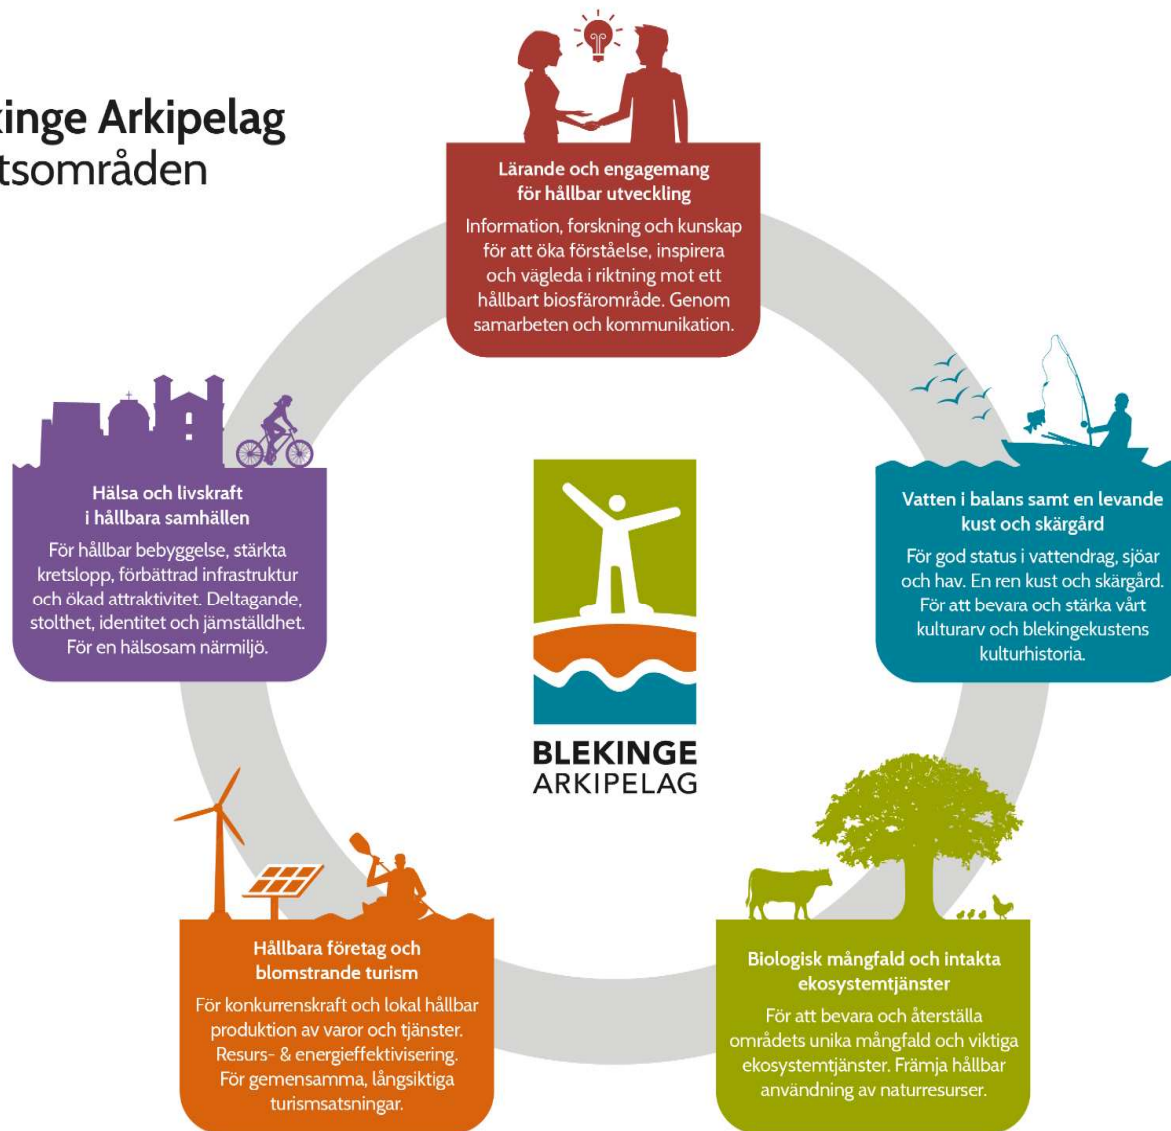 kinge Arkipelag
tsområden
Lärande och engagemang
för hållbar utveckling
Information, forskning och kunskap
för att öka förståelse, inspirera
och vägleda i riktning mot ett
hållbart biosfärområde. Genom
samarbeten och kommunikation.
Hälsa och livskraft
i hållbara samhällen
För hållbar bebyggelse, stärkta
kretslopp, förbättrad infrastruktur
och ökad attraktivitet. Deltagande,
stolthet, identitet och jämställdhet.
För en hälsosam närmiljö.
Vatten i balans samt en levande
kust och skärgård
För god status i vattendrag, sjöar
och hav. En ren kust och skärgård.
För att bevara och stärka vårt
kulturarv och blekingekustens
kulturhistoria.
BLEKINGE
ARKIPELAG
Hållbara företag och
blomstrande turism
För konkurrenskraft och lokal hållbar
produktion av varor och tjänster.
Resurs- & energieffektivisering.
För gemensamma, långsiktiga
turismsatsningar.
Biologisk mångfald och intakta
ekosystemtjänster
För att bevara och återställa
områdets unika mångfald och viktiga
ekosystemtjänster. Främja hållbar
användning av naturresurser.